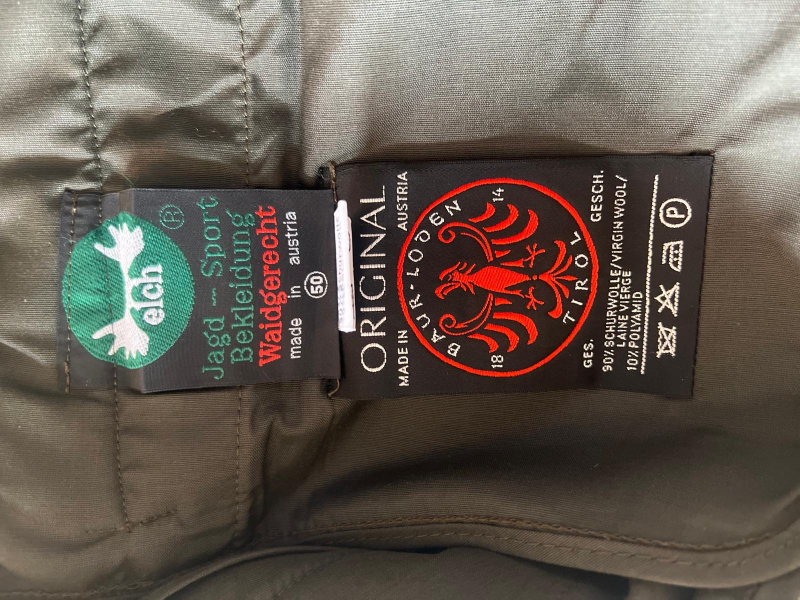 elch ®
Jagd - Sport
Bekleidung
Waidgerecht
made in austria
50
ORIGINAL
MADE IN AUSTRIA
BAUR·LODEN
18 14
TIROL
GES. GESCH.
90% SCHURWOLLE/VIRGIN WOOL/
LAINE VIERGE
10% POLYAMID
P